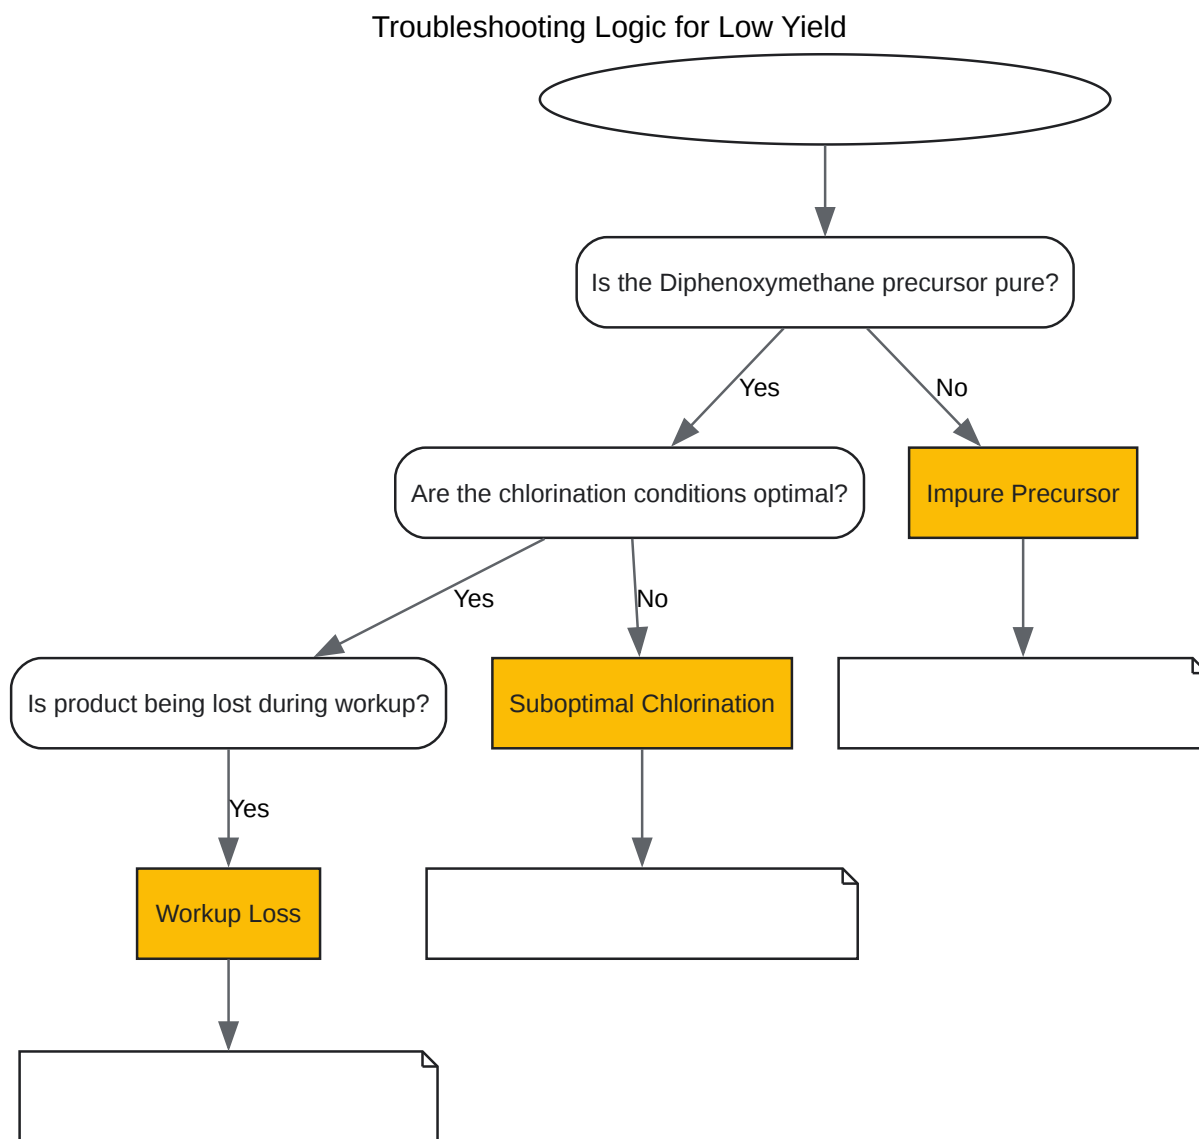 Troubleshooting Logic for Low Yield
Is the Diphenoxymethane precursor pure?
Yes
No
Are the chlorination conditions optimal?
Impure Precursor
Yes
No
Is product being lost during workup?
Suboptimal Chlorination
Yes
Workup Loss